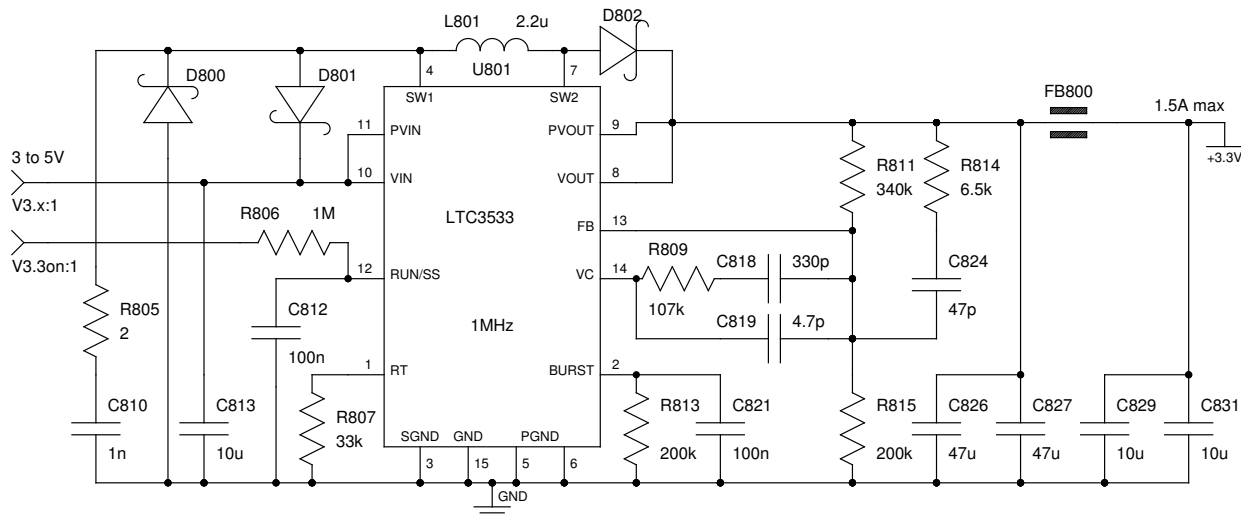 L801 2.2u D802
D800 D801 4 U801 7
SW1 SW2
FB800
1.5A max
11 PVIN PVOUT 9
+3.3V
3 to 5V
10 VIN VOUT 8
R811
340k
R814
6.5k
V3.x:1
R806 1M
LTC3533
FB 13
V3.3on:1
12 RUN/SS VC 14
R809
107k
C818 330p
C824
47p
R805
2
C812
100n
1MHz
C819 4.7p
1 RT BURST 2
C810
1n
C813
10u
R807
33k
SGND GND PGND
3 15 5 6
GND
R813
200k
C821
100n
R815
200k
C826
47u
C827
47u
C829
10u
C831
10u